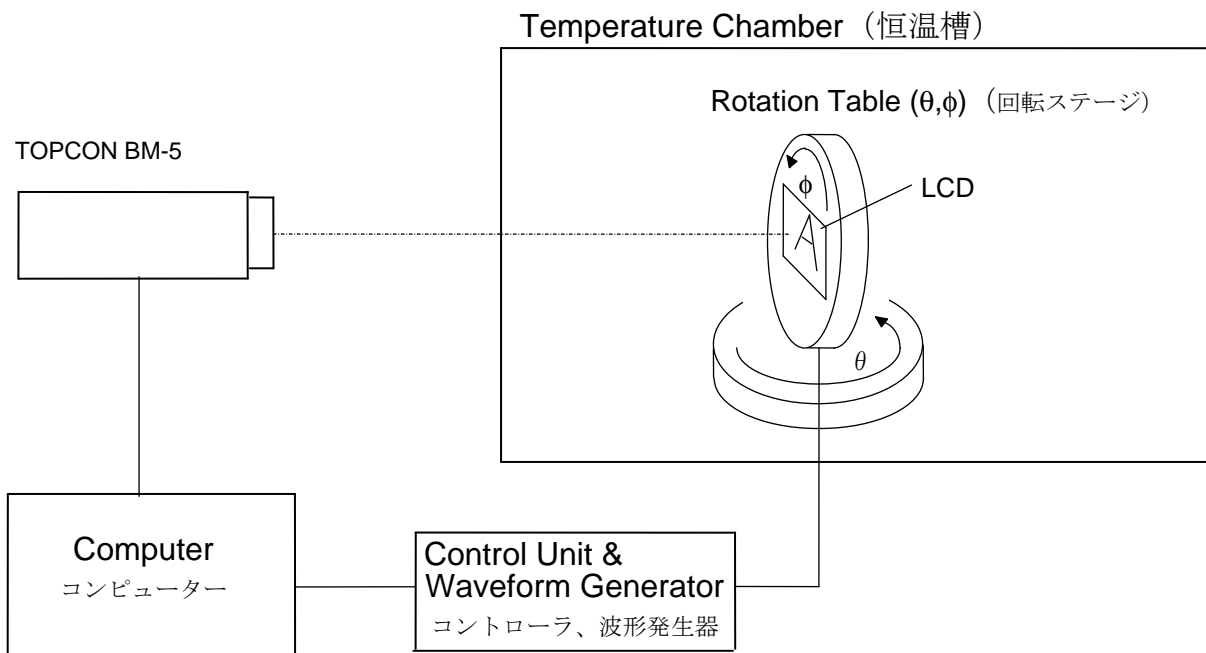 Temperature Chamber（恒温槽）
Rotation Table (θ,ϕ)（回転ステージ）
TOPCON BM-5
ϕ
LCD
A
θ
Computer
コンピューター
Control Unit &
Waveform Generator
コントローラ、波形発生器